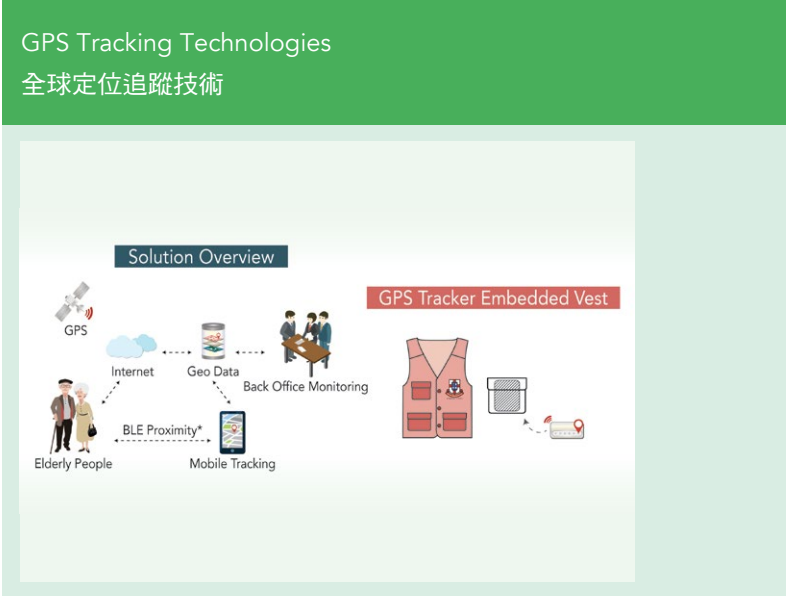 GPS Tracking Technologies
全球定位追蹤技術
Solution Overview
GPS
Internet
Geo Data
Back Office Monitoring
BLE Proximity*
Elderly People
Mobile Tracking
GPS Tracker Embedded Vest